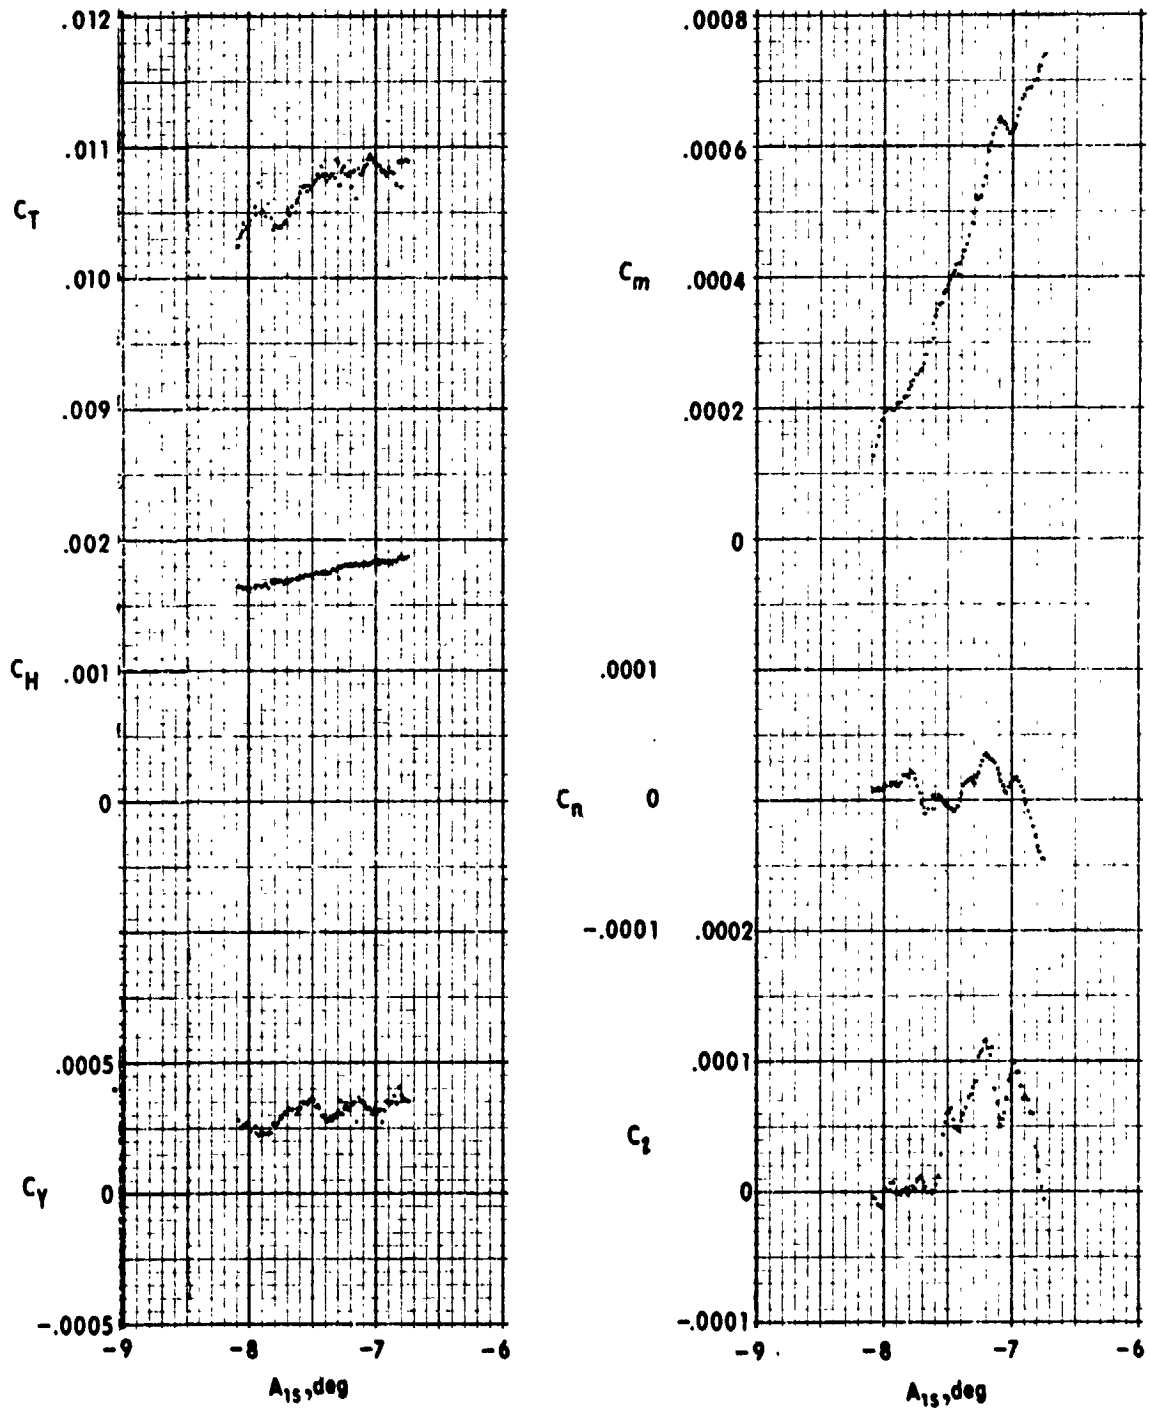 .012
.011
C_T
.010
.009
.002
C_H .001
0
.0005
C_Y 0
-.0005
-9 -8 -7 -6
A_1S, deg
.0008
.0006
C_m .0004
.0002
0
.0001
C_n 0
-.0001 .0002
.0001
C_l
0
-.0001
-9 -8 -7 -6
A_1S, deg